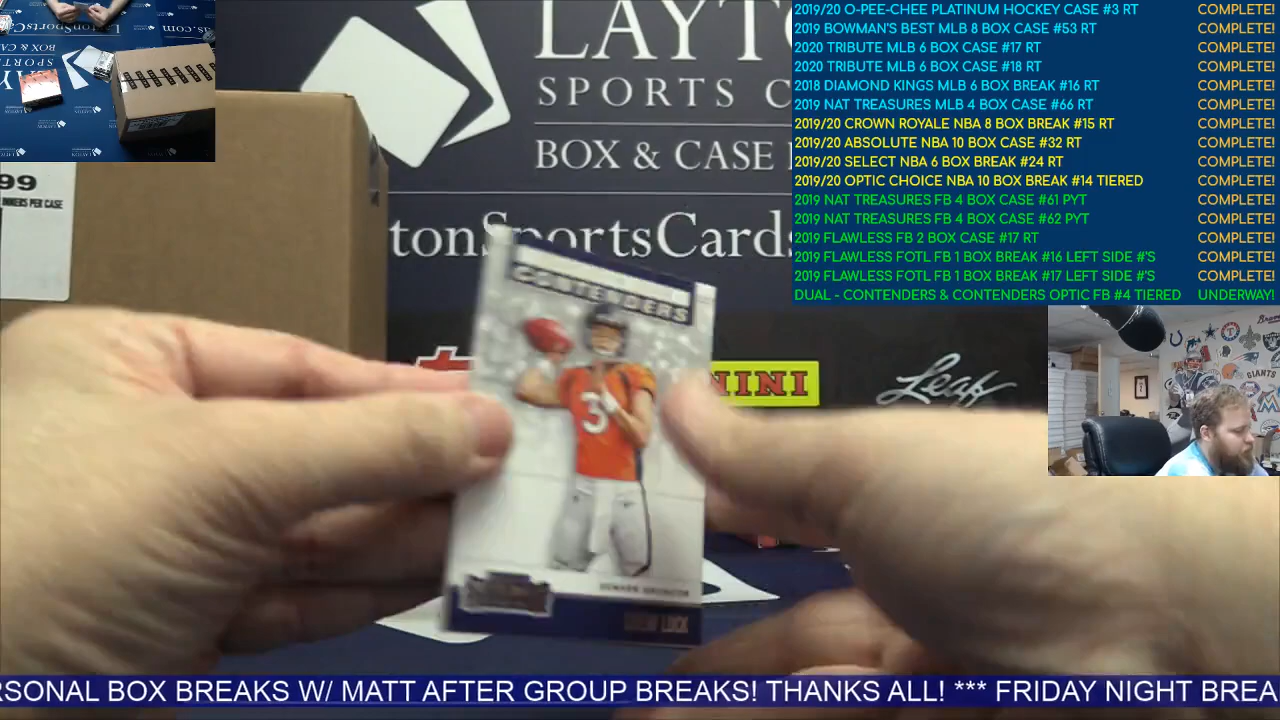 LAYT
SPORTS C
BOX & CASE
tonSportsCards
99
INNERS PER CASE
CONTENDERS
3
DENVER BRONCOS
DREW LOCK
NINI
Leaf
GIANTS
2019/20 O-PEE-CHEE PLATINUM HOCKEY CASE #3 RT COMPLETE!
2019 BOWMAN'S BEST MLB 8 BOX CASE #53 RT COMPLETE!
2020 TRIBUTE MLB 6 BOX CASE #17 RT COMPLETE!
2020 TRIBUTE MLB 6 BOX CASE #18 RT COMPLETE!
2018 DIAMOND KINGS MLB 6 BOX BREAK #16 RT COMPLETE!
2019 NAT TREASURES MLB 4 BOX CASE #66 RT COMPLETE!
2019/20 CROWN ROYALE NBA 8 BOX BREAK #15 RT COMPLETE!
2019/20 ABSOLUTE NBA 10 BOX CASE #32 RT COMPLETE!
2019/20 SELECT NBA 6 BOX BREAK #24 RT COMPLETE!
2019/20 OPTIC CHOICE NBA 10 BOX BREAK #14 TIERED COMPLETE!
2019 NAT TREASURES FB 4 BOX CASE #61 PYT COMPLETE!
2019 NAT TREASURES FB 4 BOX CASE #62 PYT COMPLETE!
2019 FLAWLESS FB 2 BOX CASE #17 RT COMPLETE!
2019 FLAWLESS FOTL FB 1 BOX BREAK #16 LEFT SIDE #'S COMPLETE!
2019 FLAWLESS FOTL FB 1 BOX BREAK #17 LEFT SIDE #'S COMPLETE!
DUAL - CONTENDERS & CONTENDERS OPTIC FB #4 TIERED UNDERWAY!
RSONAL BOX BREAKS W/ MATT AFTER GROUP BREAKS! THANKS ALL! *** FRIDAY NIGHT BREA